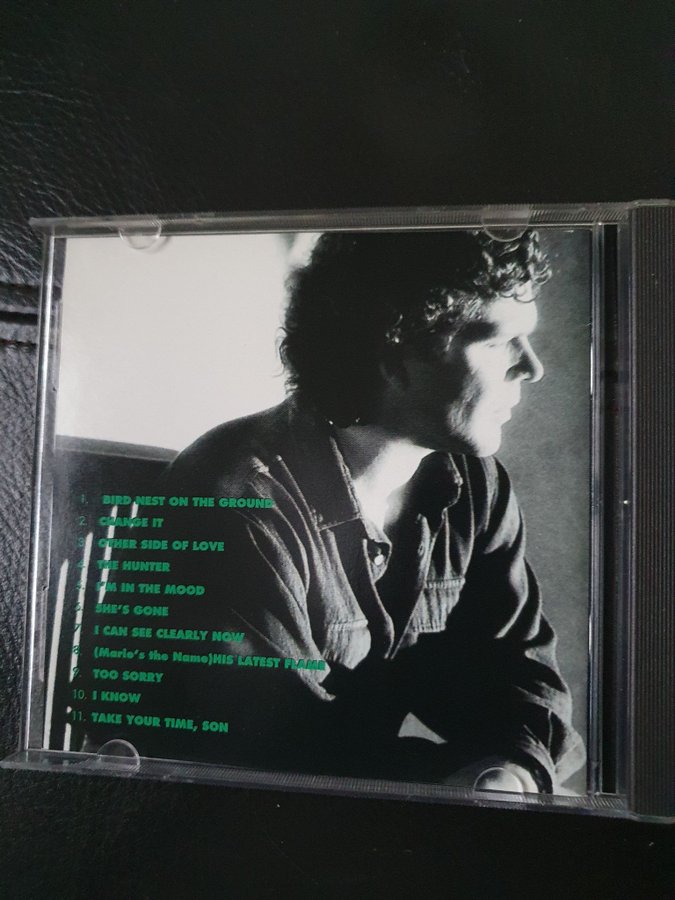 1. BIRD NEST ON THE GROUND
2. CHANGE IT
3. OTHER SIDE OF LOVE
4. THE HUNTER
5. I'M IN THE MOOD
6. SHE'S GONE
7. I CAN SEE CLEARLY NOW
8. (Marie's the Name)HIS LATEST FLAME
9. TOO SORRY
10. I KNOW
11. TAKE YOUR TIME, SON